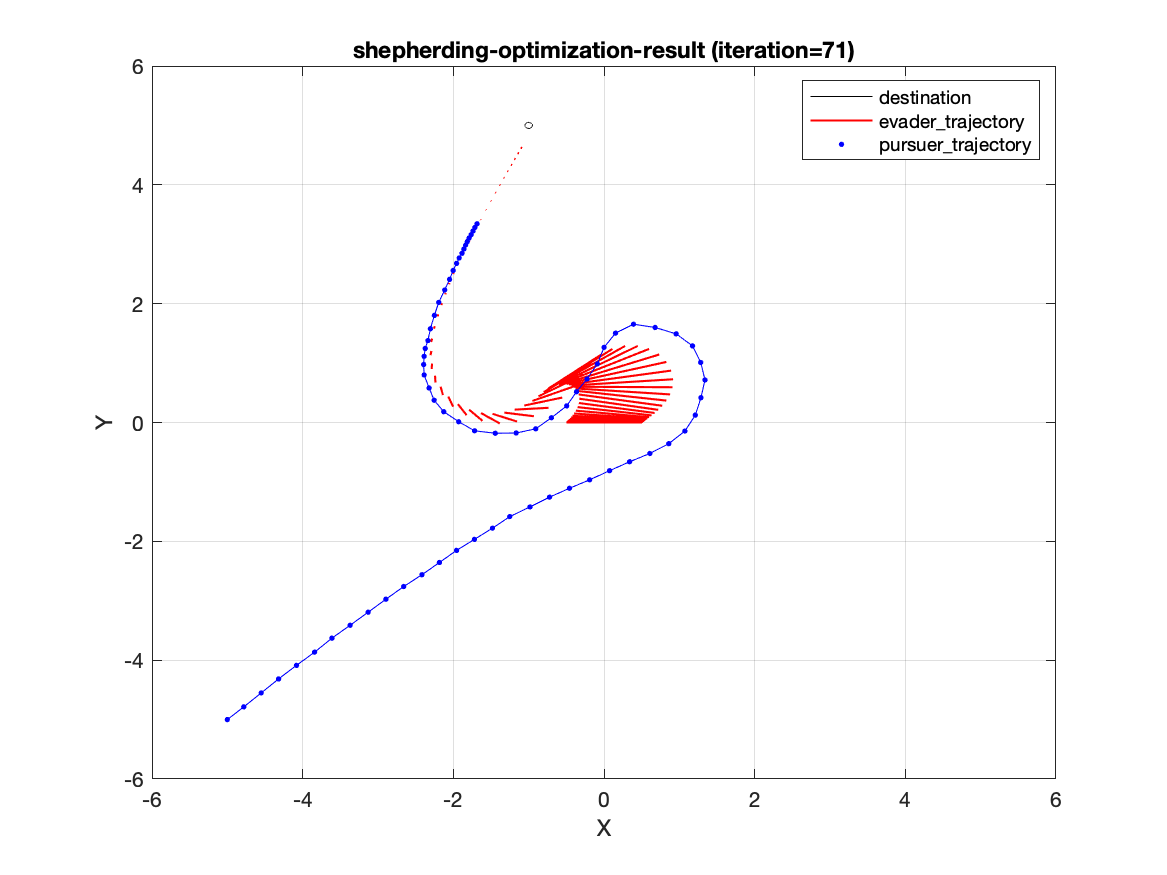 shepherding-optimization-result (iteration=71)
destination
evader_trajectory
pursuer_trajectory
6
4
2
0
-2
-4
-6
Y
-6 -4 -2 0 2 4 6
X